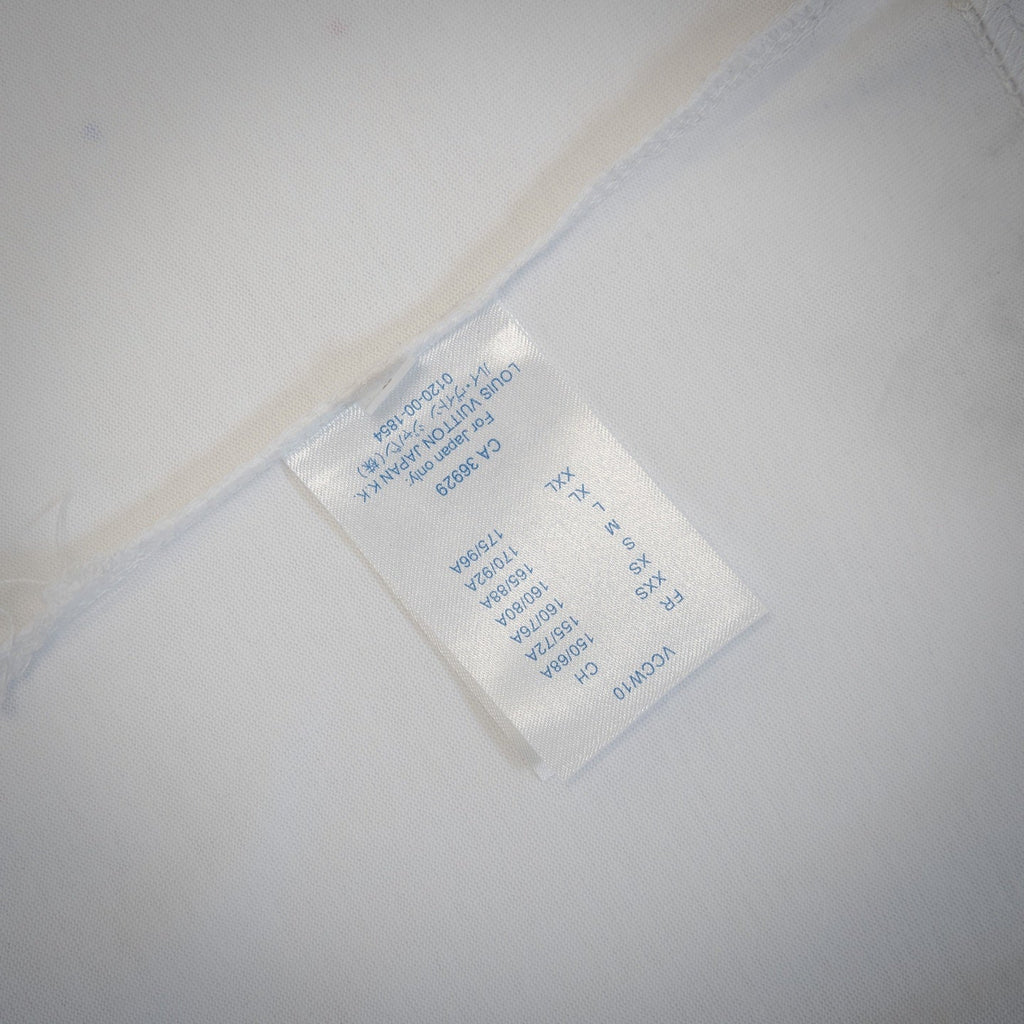 VCCW10
FR CH
XXS 150/68A
XS 155/72A
S 160/76A
M 160/80A
L 165/88A
XL 170/92A
XXL 175/96A
CA 36929
For Japan only:
LOUIS VUITTON JAPAN K.K.
ルイ・ヴィトン ジャパン(株)
0120-00-1854